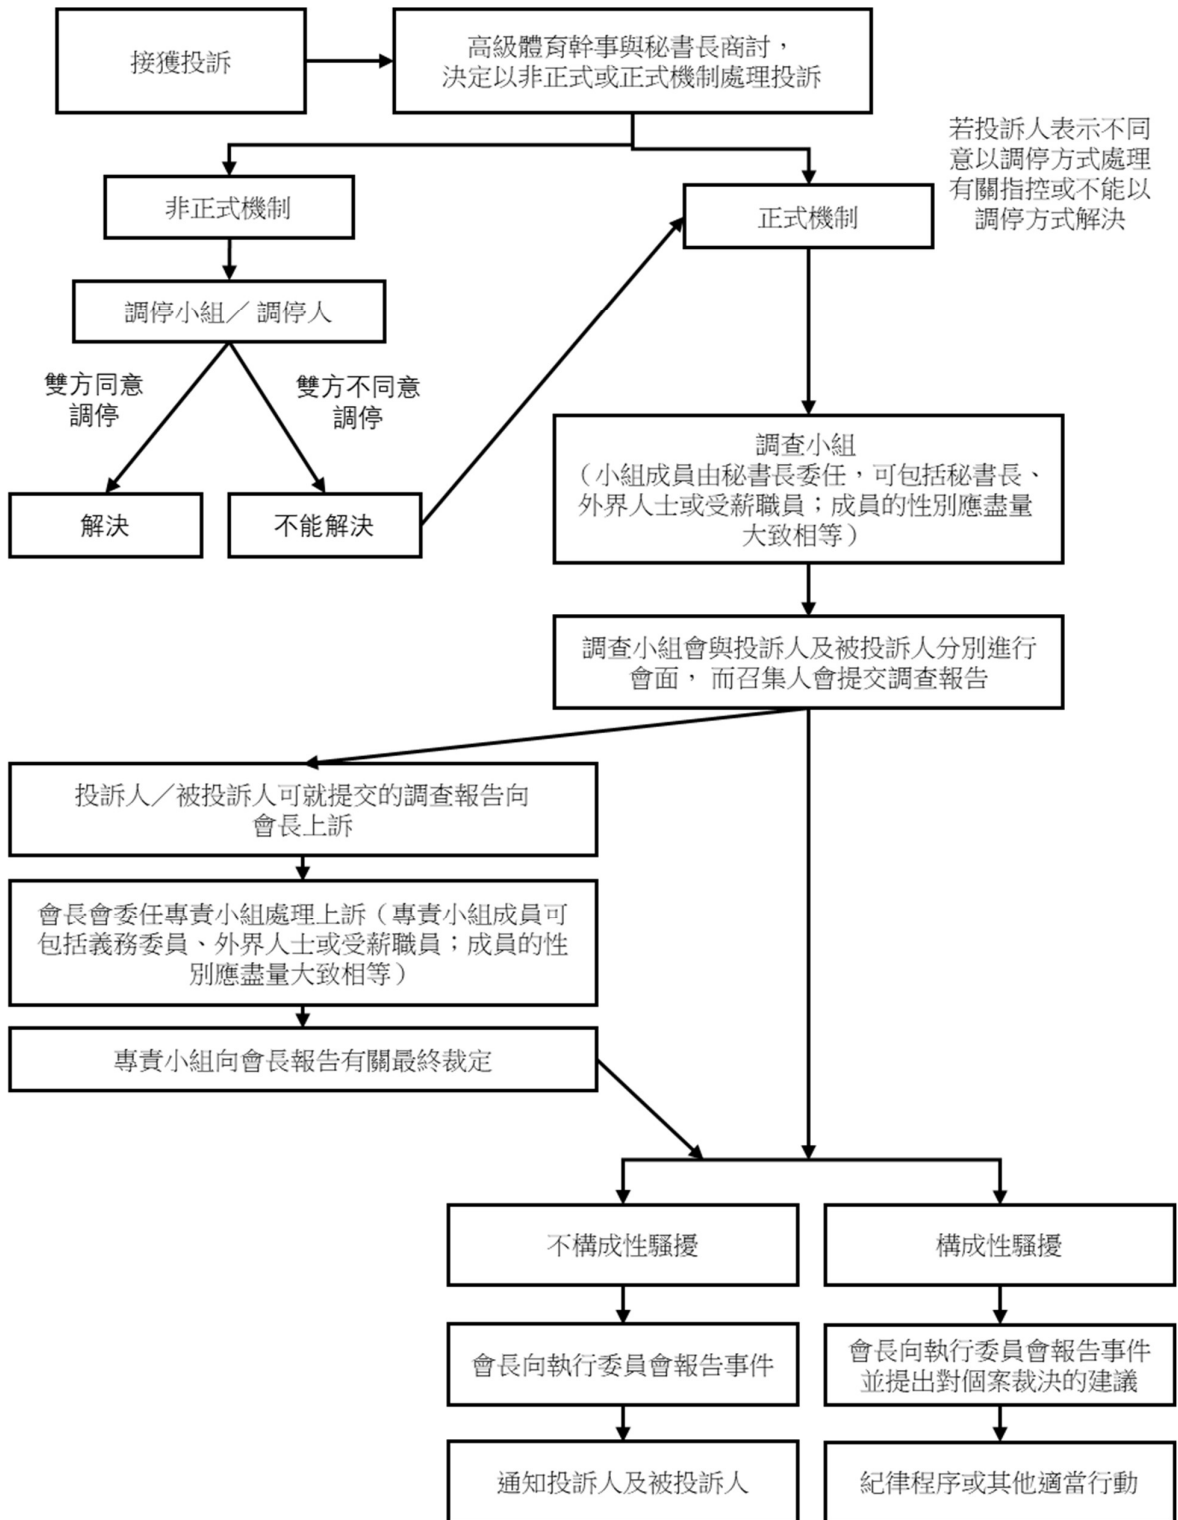 接獲投訴
高級體育幹事與秘書長商討，
決定以非正式或正式機制處理投訴
若投訴人表示不同
意以調停方式處理
有關指控或不能以
調停方式解決
非正式機制
正式機制
調停小組／ 調停人
雙方同意
調停
雙方不同意
調停
解決
不能解決
調查小組
（小組成員由秘書長委任，可包括秘書長、
外界人士或受薪職員；成員的性別應盡量
大致相等）
調查小組會與投訴人及被投訴人分別進行
會面， 而召集人會提交調查報告
投訴人／被投訴人可就提交的調查報告向
會長上訴
會長會委任專責小組處理上訴（專責小組成員可
包括義務委員、外界人士或受薪職員；成員的性
別應盡量大致相等）
專責小組向會長報告有關最終裁定
不構成性騷擾
構成性騷擾
會長向執行委員會報告事件
會長向執行委員會報告事件
並提出對個案裁決的建議
通知投訴人及被投訴人
紀律程序或其他適當行動